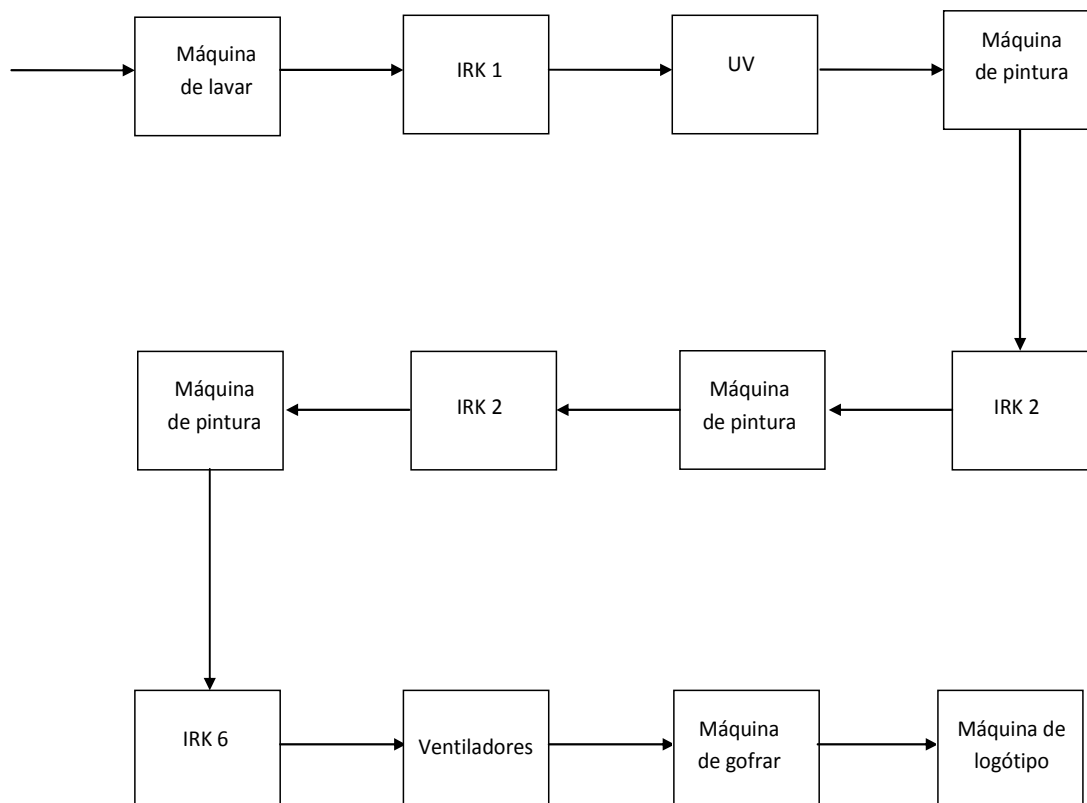 Máquina
de lavar
IRK 1
UV
Máquina
de pintura
IRK 2
Máquina
de pintura
IRK 2
Máquina
de pintura
IRK 6
Ventiladores
Máquina
de gofrar
Máquina de
logótipo